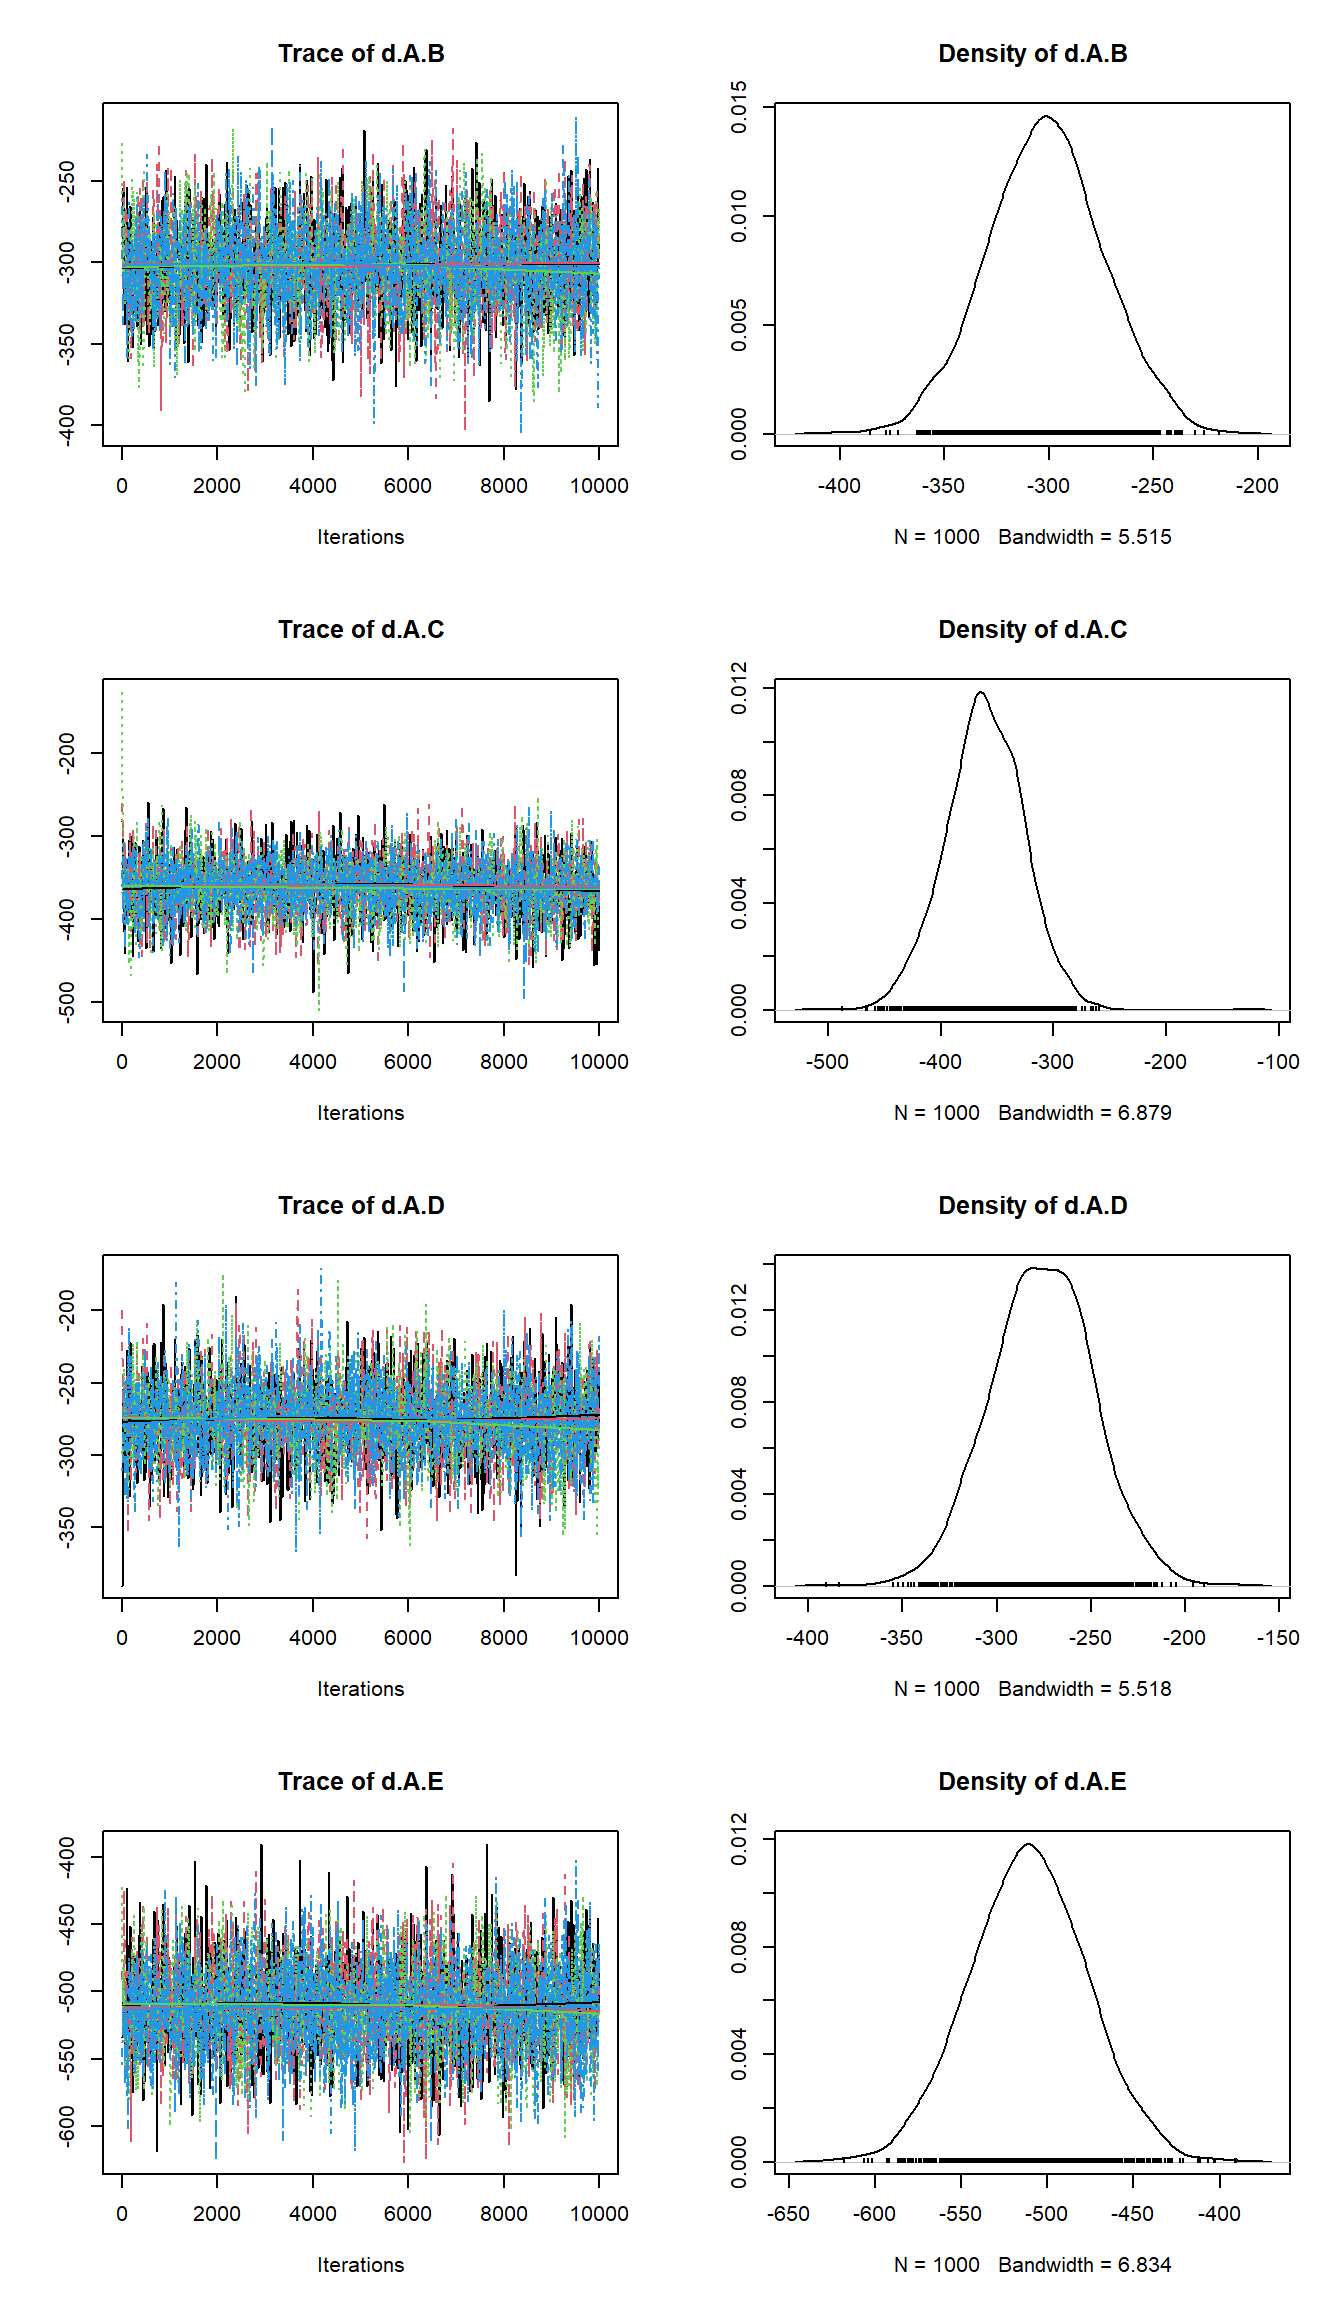 Trace of d.A.B
-250
-300
-350
-400
0 2000 4000 6000 8000 10000
Iterations
Density of d.A.B
0.015
0.010
0.005
0.000
-400 -350 -300 -250 -200
N = 1000 Bandwidth = 5.515
Trace of d.A.C
-200
-300
-400
-500
0 2000 4000 6000 8000 10000
Iterations
Density of d.A.C
0.012
0.008
0.004
0.000
-500 -400 -300 -200 -100
N = 1000 Bandwidth = 6.879
Trace of d.A.D
-200
-250
-300
-350
0 2000 4000 6000 8000 10000
Iterations
Density of d.A.D
0.012
0.008
0.004
0.000
-400 -350 -300 -250 -200 -150
N = 1000 Bandwidth = 5.518
Trace of d.A.E
-400
-450
-500
-550
-600
0 2000 4000 6000 8000 10000
Iterations
Density of d.A.E
0.012
0.008
0.004
0.000
-650 -600 -550 -500 -450 -400
N = 1000 Bandwidth = 6.834